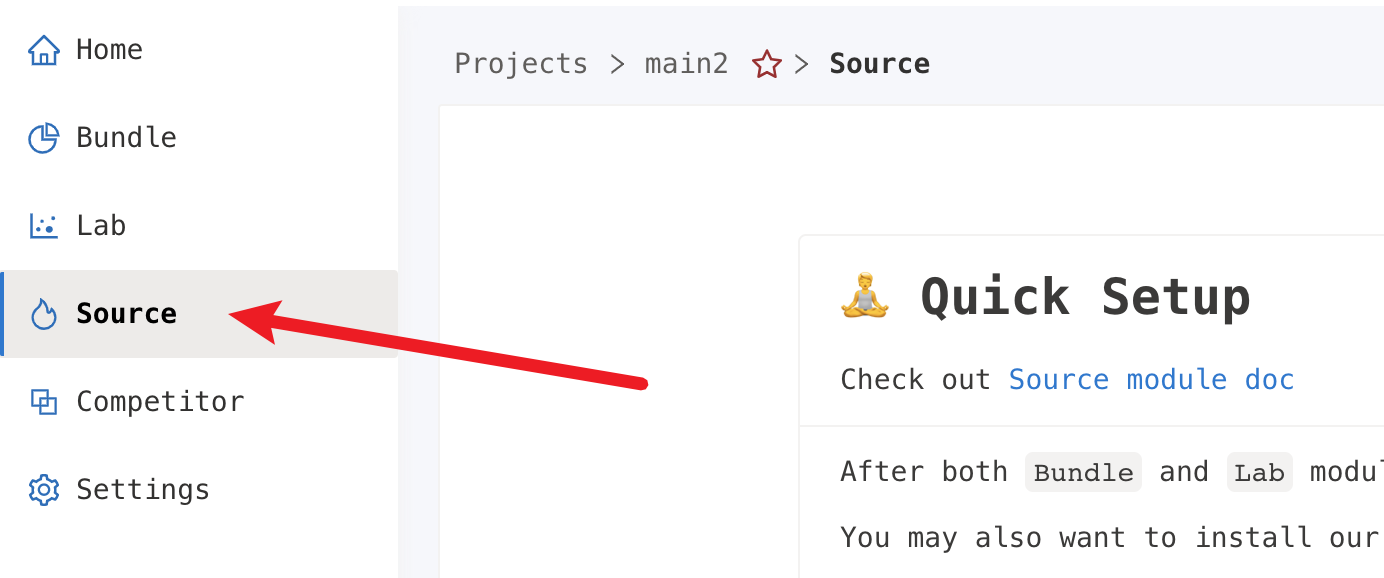 Home
Bundle
Lab
Source
Competitor
Settings
Projects > main2 > Source
Quick Setup
Check out Source module doc
After both Bundle and Lab
You may also want to install our